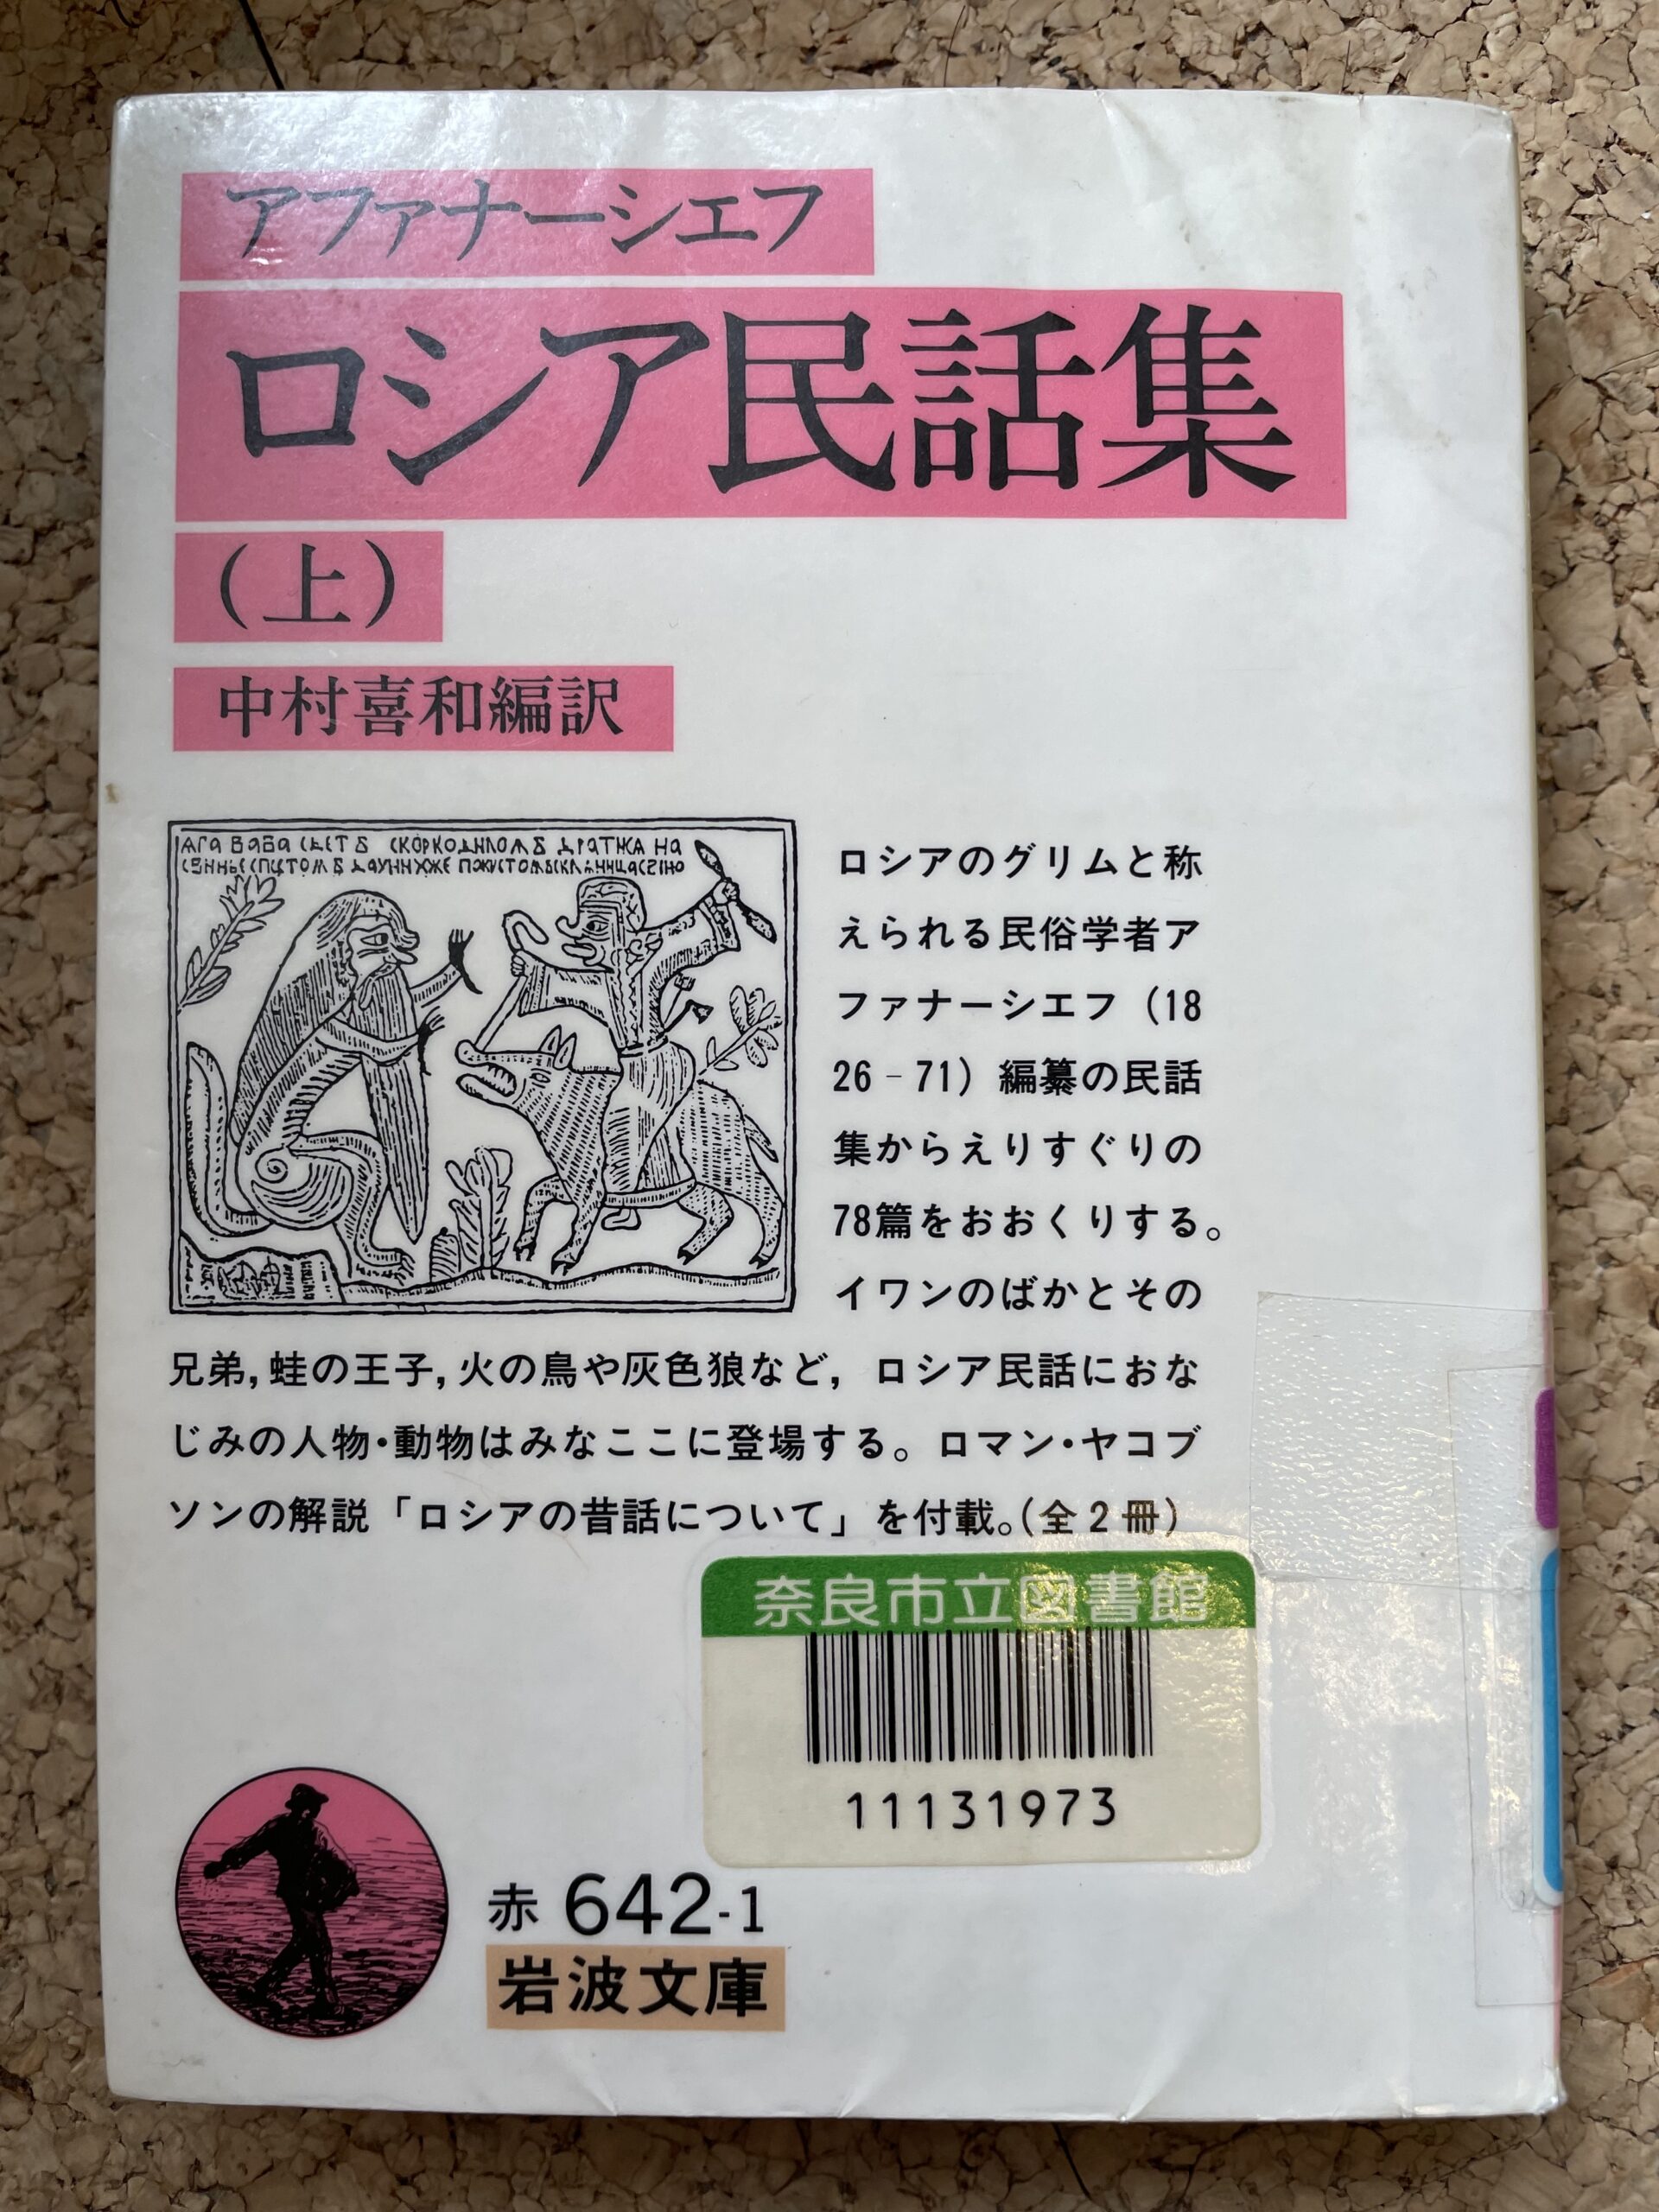 アファナーシエフ
ロシア民話集
(上)
中村喜和編訳
ロシアのグリムと称
えられる民俗学者ア
ファナーシエフ (18
26-71) 編纂の民話
集からえりすぐりの
78篇をおおくりする。
イワンのばかとその
兄弟,蛙の王子,火の鳥や灰色狼など, ロシア民話におな
じみの人物・動物はみなここに登場する。ロマン・ヤコブ
ソンの解説「ロシアの昔話について」を付載。(全2冊)
奈良市立図書館
11131973
赤 642-1
岩波文庫